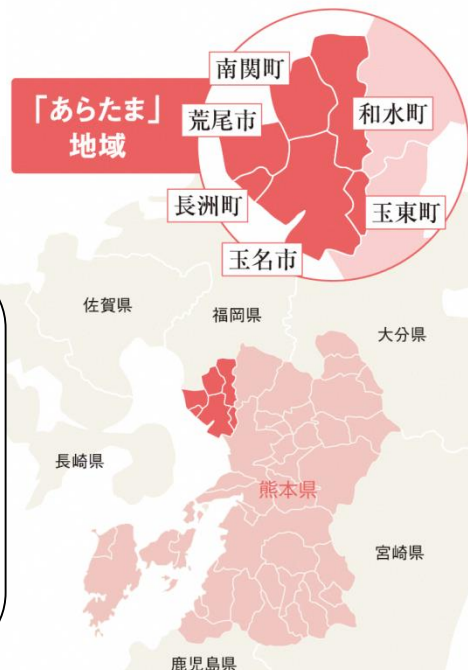 南関町
「あらたま」
地域
荒尾市
和水町
長洲町
玉東町
玉名市
佐賀県
福岡県
大分県
長崎県
熊本県
宮崎県
鹿児島県